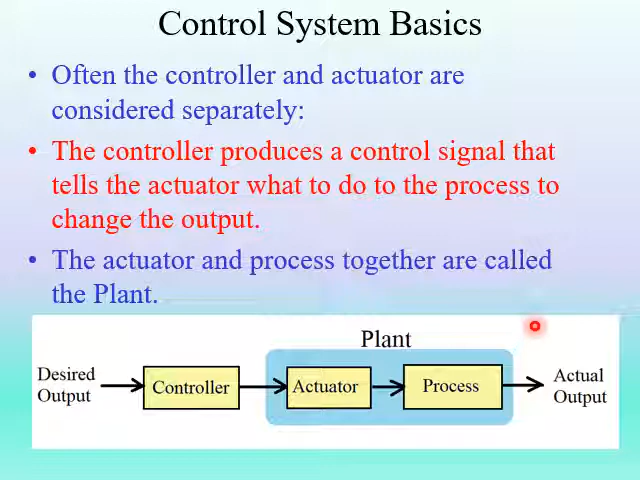 Control System Basics
• Often the controller and actuator are
considered separately:
• The controller produces a control signal that
tells the actuator what to do to the process to
change the output.
• The actuator and process together are called
the Plant.
Plant
Desired
Output
Controller
Actuator
Process
Actual
Output